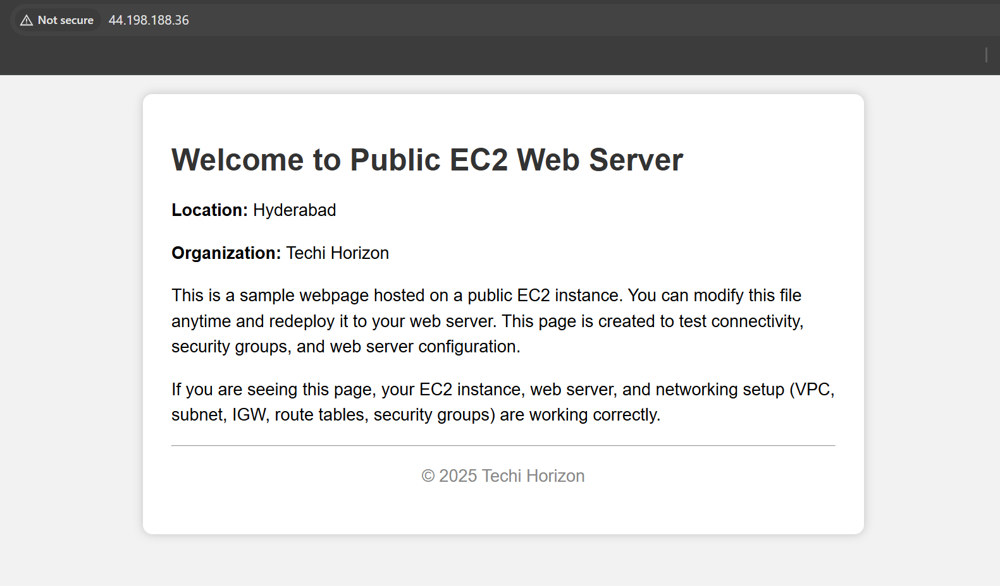 Not secure 44.198.188.36
Welcome to Public EC2 Web Server
Location: Hyderabad
Organization: Techi Horizon
This is a sample webpage hosted on a public EC2 instance. You can modify this file
anytime and redeploy it to your web server. This page is created to test connectivity,
security groups, and web server configuration.
If you are seeing this page, your EC2 instance, web server, and networking setup (VPC,
subnet, IGW, route tables, security groups) are working correctly.
© 2025 Techi Horizon